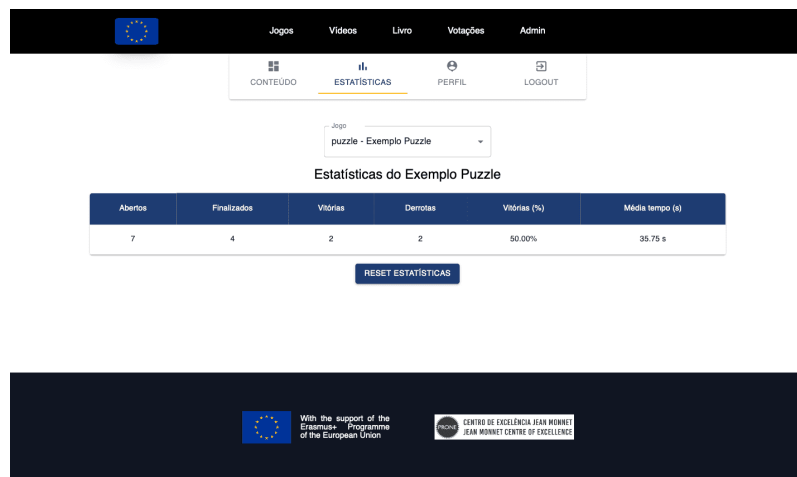 Jogos Vídeos Livro Votações Admin
CONTEÚDO ESTATÍSTICAS PERFIL LOGOUT
Jogo
puzzle - Exemplo Puzzle
Estatísticas do Exemplo Puzzle
Abertos Finalizados Vitórias Derrotas Vitórias (%) Média tempo (s)
7 4 2 2 50.00% 35.75 s
RESET ESTATÍSTICAS
With the support of the
Erasmus+ Programme
of the European Union
PRONE
CENTRO DE EXCELÊNCIA JEAN MONNET
JEAN MONNET CENTRE OF EXCELLENCE